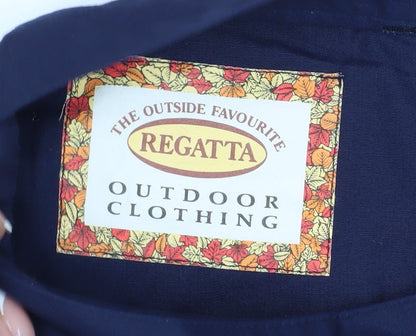 THE OUTSIDE FAVOURITE
REGATTA
OUTDOOR
CLOTHING